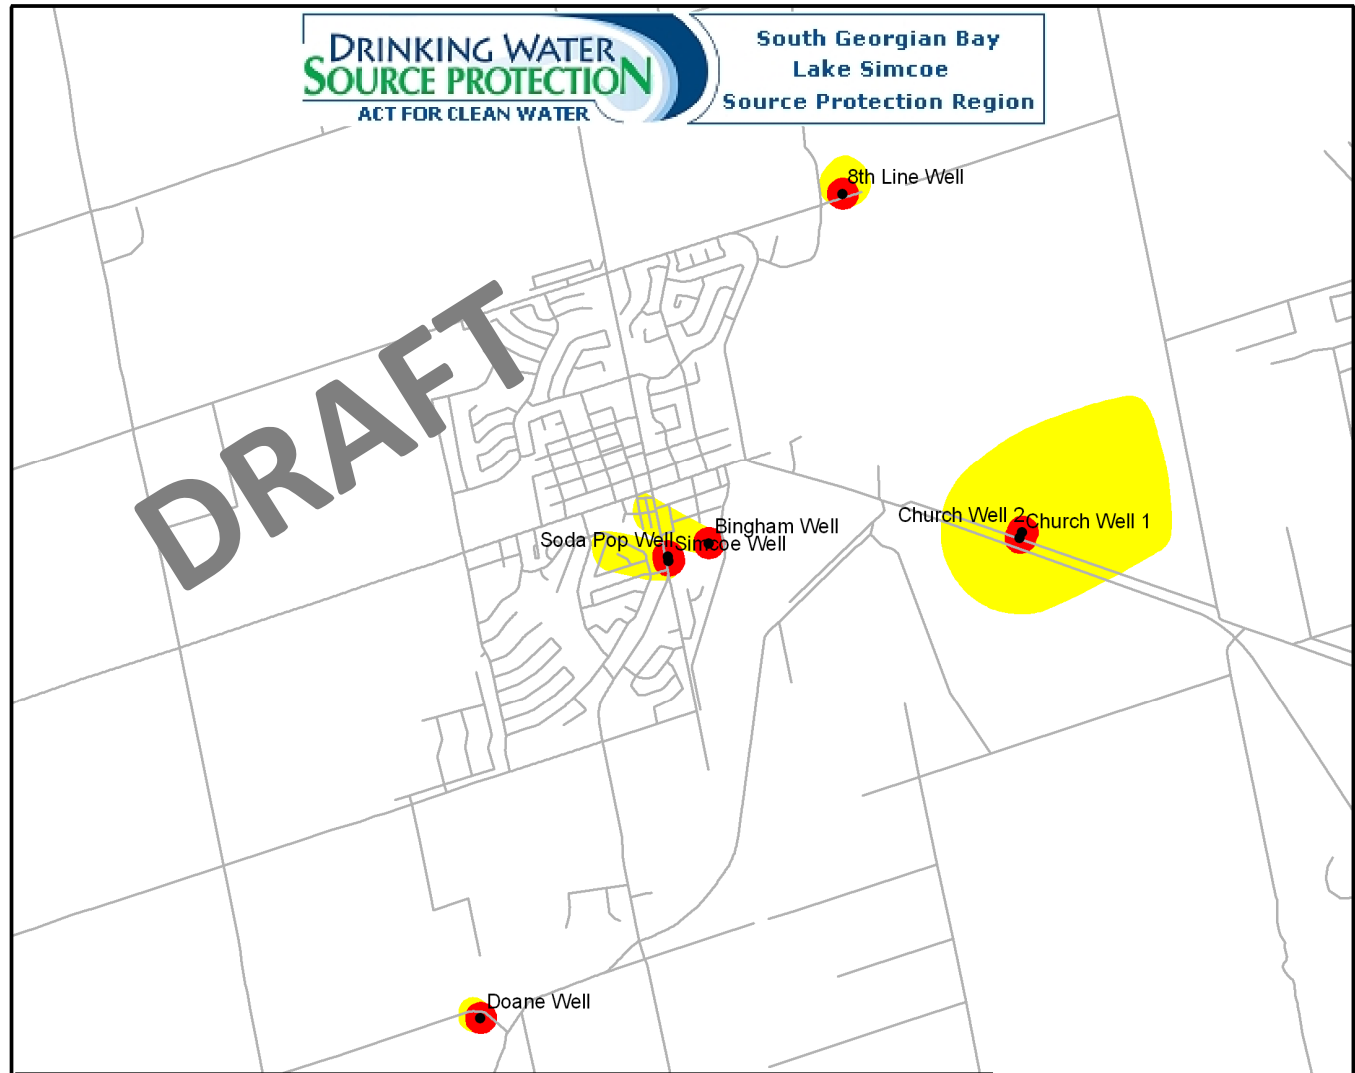 DRINKING WATER
SOURCE PROTECTION
ACT FOR CLEAN WATER
South Georgian Bay
Lake Simcoe
Source Protection Region
8th Line Well
DRAFT
Church Well 2
Church Well 1
Bingham Well
Soda Pop Well
Simcoe Well
Doane Well